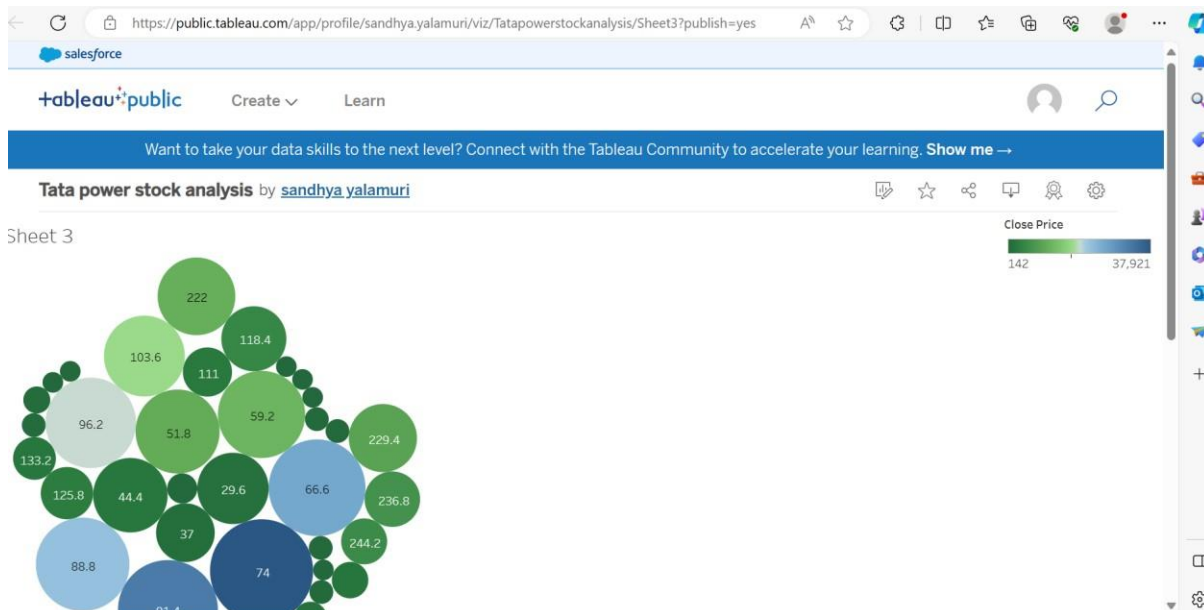 https://public.tableau.com/app/profile/sandhya.yalamuri/viz/Tatapowerstockanalysis/Sheet3?publish=yes
salesforce
+ableau public Create Learn
Want to take your data skills to the next level? Connect with the Tableau Community to accelerate your learning. Show me →
Tata power stock analysis by sandhya yalamuri
Close Price
142 37,921
Sheet 3
222
118.4
103.6
111
59.2
96.2
51.8
229.4
133.2
29.6
66.6
125.8
44.4
236.8
37
244.2
88.8
74